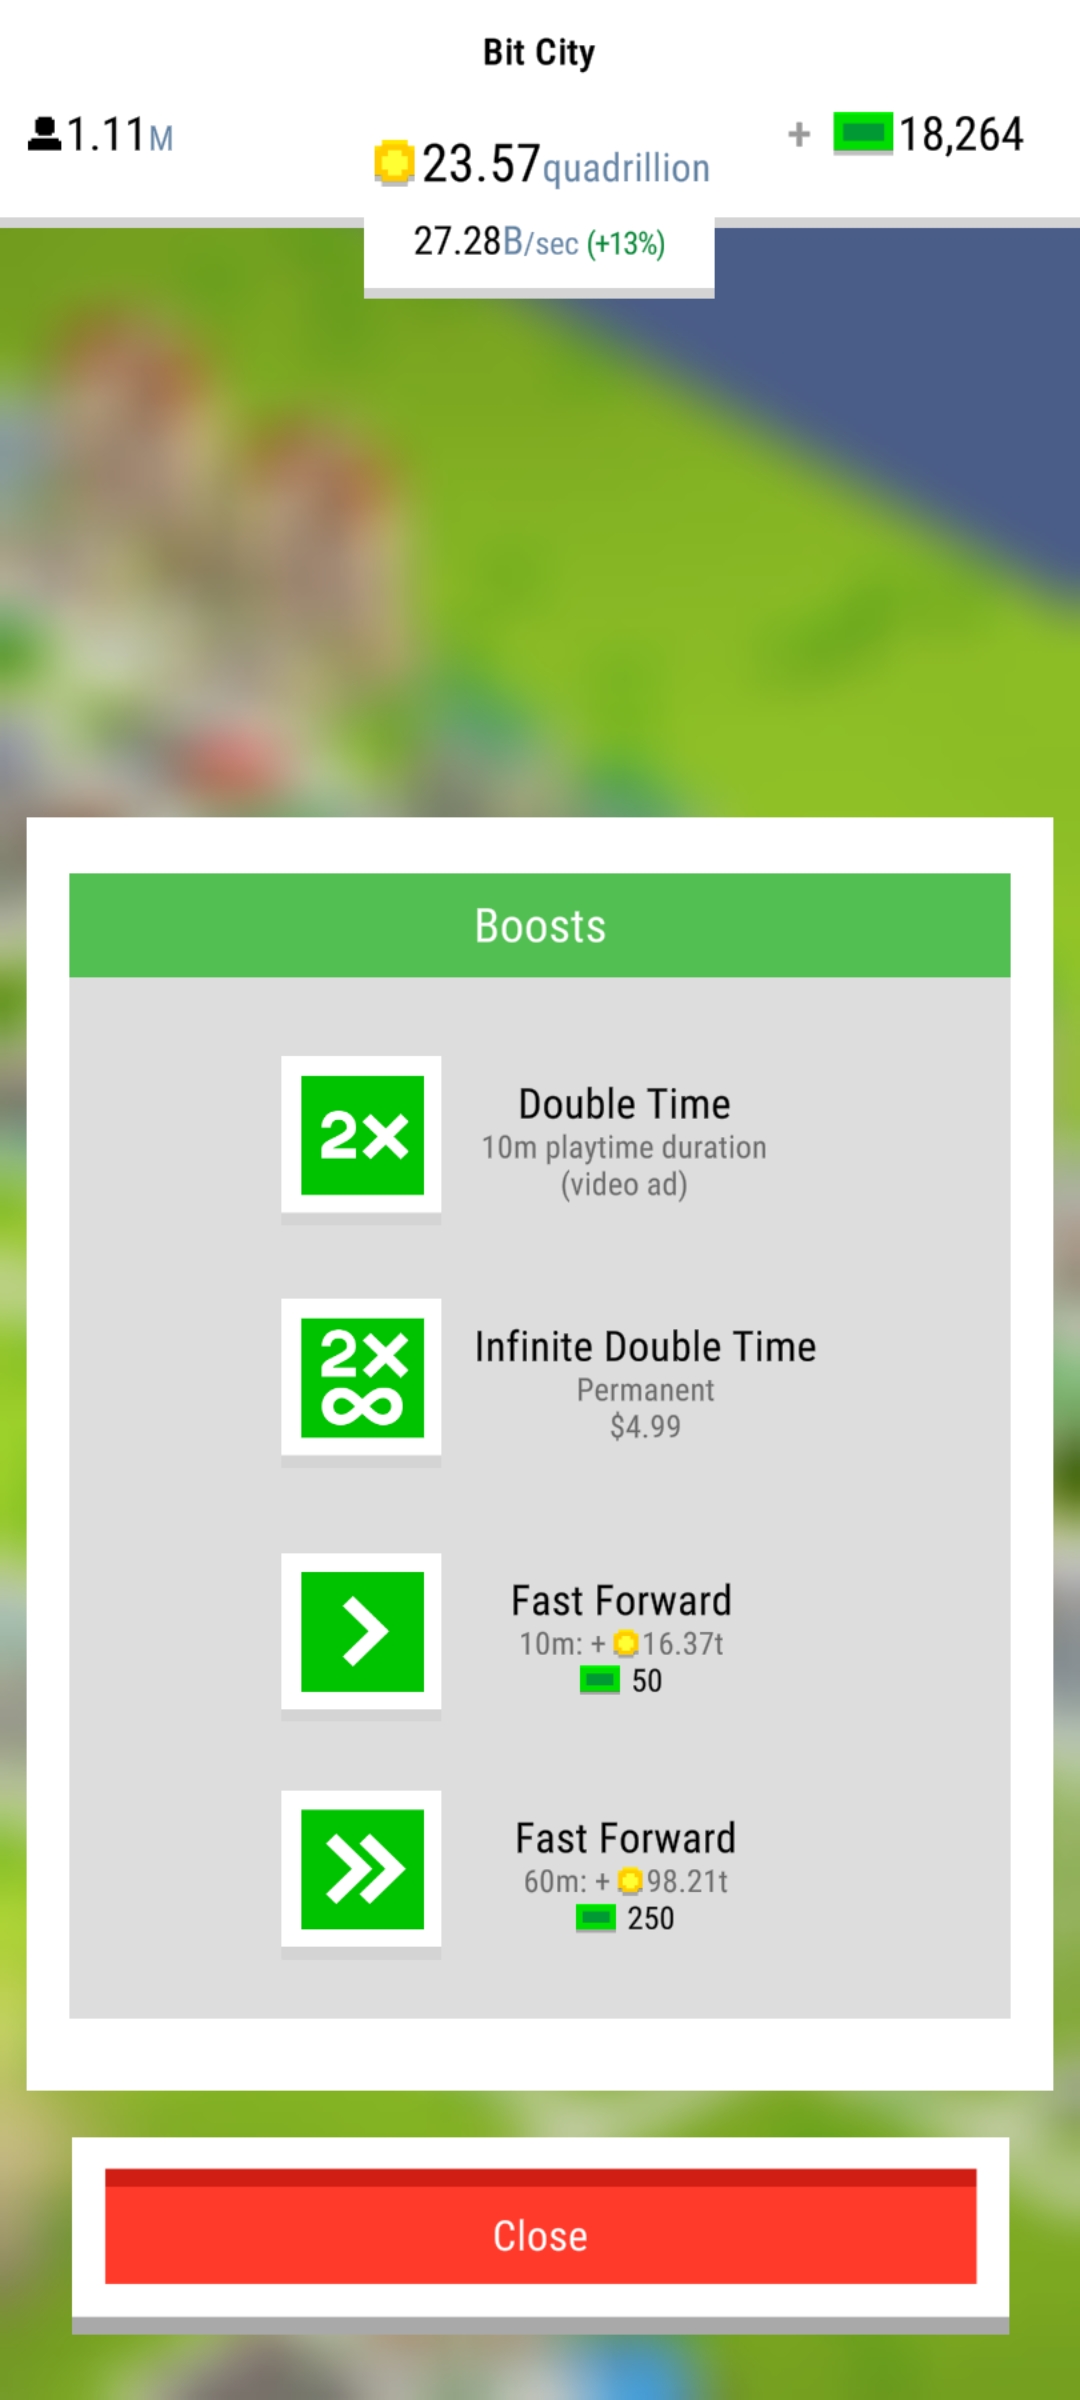 Bit City
1.11M
+ 18,264
23.57quadrillion
27.28B/sec (+13%)
Boosts
2×
Double Time
10m playtime duration
(video ad)
2×
∞
Infinite Double Time
Permanent
$4.99
Fast Forward
10m: + 16.37t
50
Fast Forward
60m: + 98.21t
250
Close